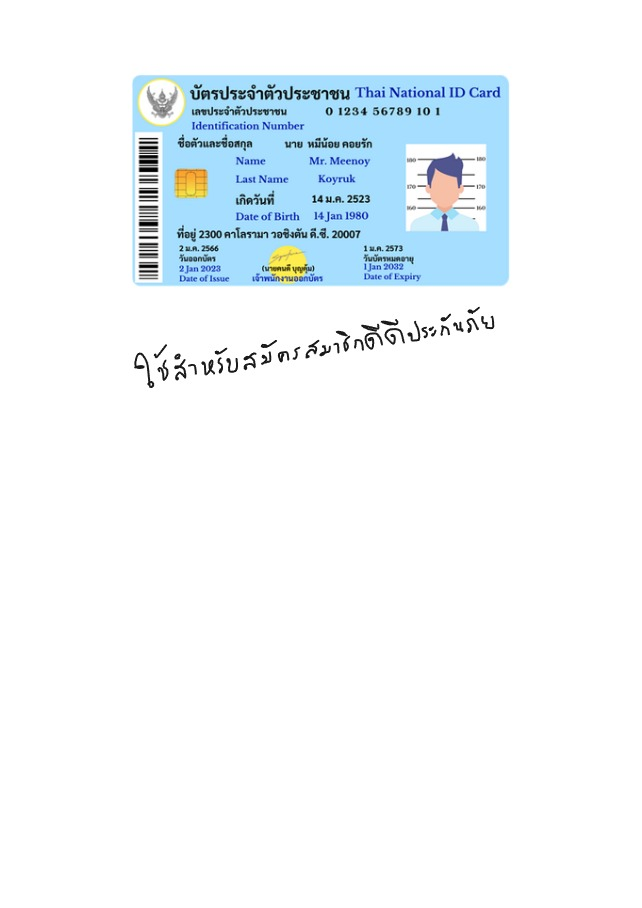 บัตรประจำตัวประชาชน Thai National ID Card
เลขประจำตัวประชาชน 0 1234 56789 10 1
Identification Number
ชื่อตัวและชื่อสกุล นาย หมีน้อย คอยรัก
Name Mr. Meenoy
Last Name Koyruk
เกิดวันที่ 14 ม.ค. 2523
Date of Birth 14 Jan 1980
180 180
170 170
160 160
ที่อยู่ 2300 คาโลรามา วอชิงตัน ดี.ซี. 20007
2 ม.ค. 2566 1 ม.ค. 2573
วันออกบัตร วันบัตรหมดอายุ
2 Jan 2023 (นายคนดี บุญคุ้ม) 1 Jan 2032
Date of Issue เจ้าพนักงานออกบัตร Date of Expiry
ใช้สำหรับสมัครสมาชิกดีดีประกันภัย